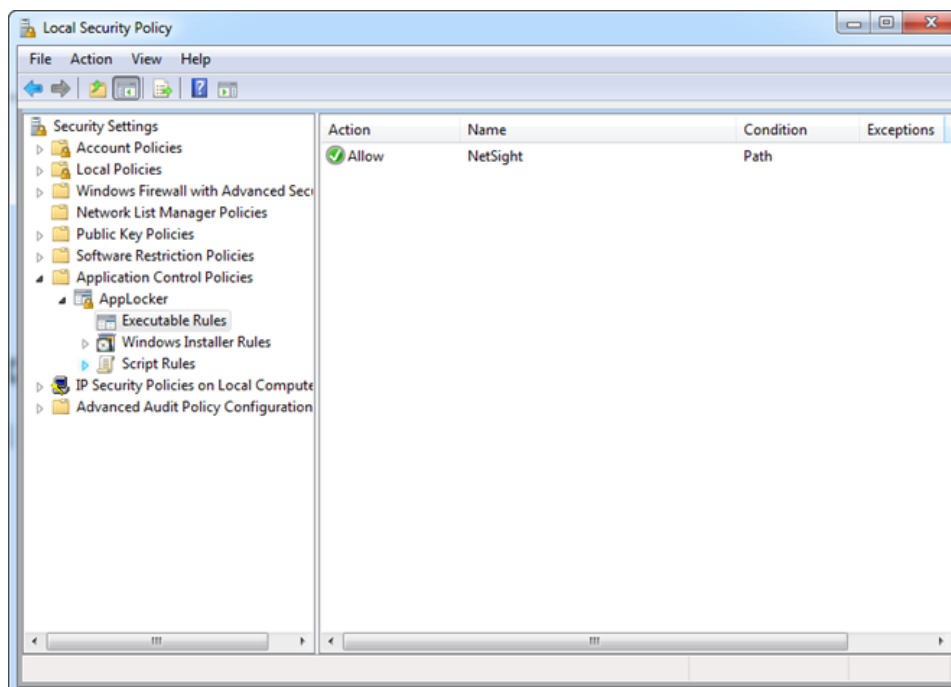 Local Security Policy
File Action View Help
Security Settings
Account Policies
Local Policies
Windows Firewall with Advanced Secu
Network List Manager Policies
Public Key Policies
Software Restriction Policies
Application Control Policies
AppLocker
Executable Rules
Windows Installer Rules
Script Rules
IP Security Policies on Local Compute
Advanced Audit Policy Configuration
Action Name Condition Exceptions
Allow NetSight Path